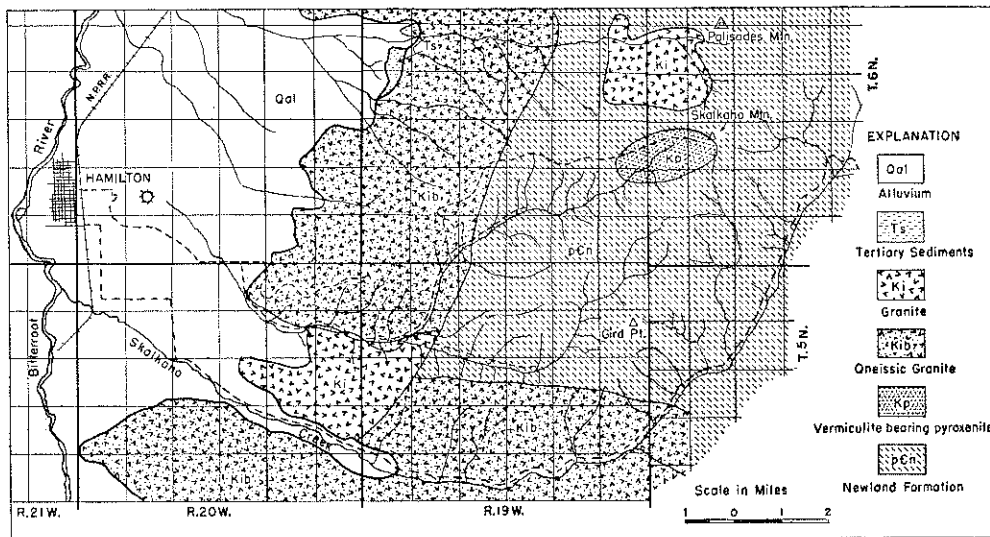 Palisades Mtn.
Ts
N.P.R.R.
Ki
T.6 N.
Qal
Skalkaho Mtn.
River
EXPLANATION
HAMILTON
Kp
Qal
Alluvium
Kib
Ts
Tertiary Sediments
pЄn
Ki
Granite
Gird Pt.
T.5 N.
Kib
Gneissic Granite
Bitterroot
Skalkaho
Ki
Creek
Kib
Kp
Vermiculite bearing pyroxenite
Kib
pЄn
Newland Formation
Scale in Miles
1 0 1 2
R.21 W. R.20 W. R.19 W.